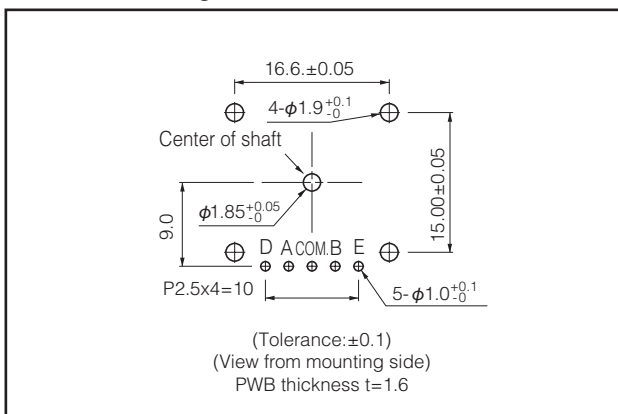 16.6.±0.05
4-ϕ1.9+0.1-0
Center of shaft
15.00±0.05
9.0
ϕ1.85+0.05-0
D A COM. B E
P2.5x4=10
5-ϕ1.0+0.1-0
(Tolerance:±0.1)
(View from mounting side)
PWB thickness t=1.6